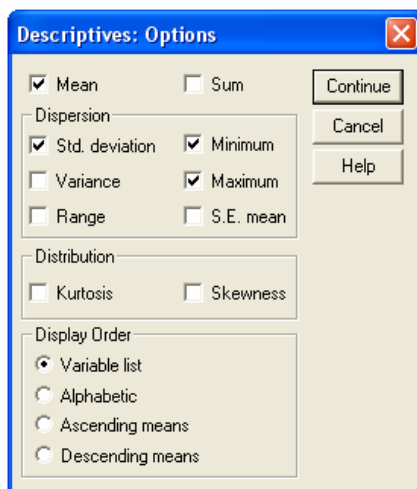 Descriptives: Options
Mean Sum Continue
Dispersion Cancel
Std. deviation Minimum
Variance Maximum Help
Range S.E. mean
Distribution
Kurtosis Skewness
Display Order
Variable list
Alphabetic
Ascending means
Descending means